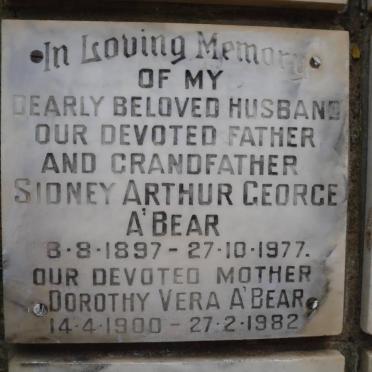 In Loving Memory
OF MY
DEARLY BELOVED HUSBAND
OUR DEVOTED FATHER
AND GRANDFATHER
SIDNEY ARTHUR GEORGE
A'BEAR
8·8·1897 - 27·10·1977.
OUR DEVOTED MOTHER
DOROTHY VERA A'BEAR
14·4·1900 - 27·2·1982